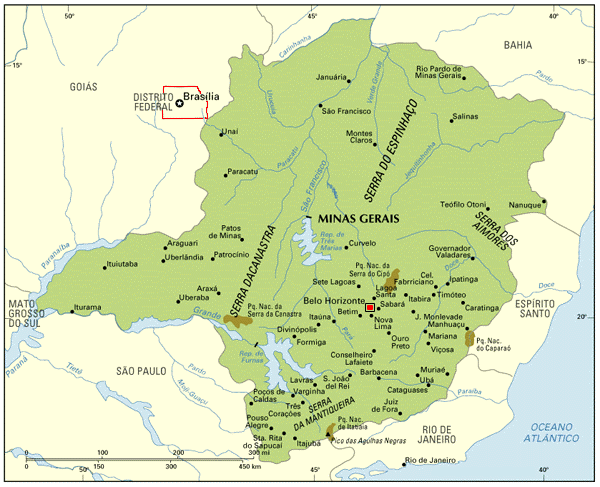 45°
40°
BAHIA
Carinhanha
15°
15°
GOIÁS
Rio Pardo de
Minas Gerais
Januária
Verde Grande
Pardo
DISTRITO
FEDERAL
Brasília
Urucuia
São Francisco
SERRA DO ESPINHAÇO
Salinas
Unaí
Montes
Claros
Paracatu
Jequitinhonha
Paracatu
São Francisco
Teófilo Otoni
Nanuque
MINAS GERAIS
SERRA DOS
AIMORÉS
Patos
de Minas
SERRA DACANASTRA
Rep. de
Três
Marias
Curvelo
Governador
Valadares
Paranaíba
Araguari
Uberlândia
Patrocínio
Ituiutaba
Pq. Nac.
da Serra
do Cipó
Cel.
Fabriciano
Ipatinga
Doce
Doce
Sete Lagoas
Lagoa
Santa
Itabira
Timóteo
Araxá
Uberaba
Belo Horizonte
Sabará
Caratinga
ESPÍRITO
SANTO
MATO
GROSSO
DO SUL
Iturama
Grande
Pq. Nac. da
Serra da Canastra
Itaúna
Betim
Nova
Lima
J. Monlevade
Manhuaçu
20°
Divinópolis
Pará
Ouro
Preto
Mariana
Pq. Nac.
do Caparaó
Formiga
Viçosa
Paraná
Tietê
Rep. de
Furnas
Conselheiro
Lafaiete
SÃO PAULO
Lavras
S. João
del Rei
Barbacena
Muriaé
Ubá
Cataguases
Paraíba
Mogi Guaçu
Poços de
Caldas
Varginha
Três
Corações
SERRA
DA MANTIQUEIRA
Juiz
de Fora
Pouso
Alegre
Pq. Nac.
de Itatiaia
RIO DE
JANEIRO
OCEANO
ATLÂNTICO
Sta. Rita
do Sapucaí
Itajubá
Pico das Agulhas Negras
Rio de Janeiro
0
100
200
300 mi
0
150
300
450 km
50°
45°
40°